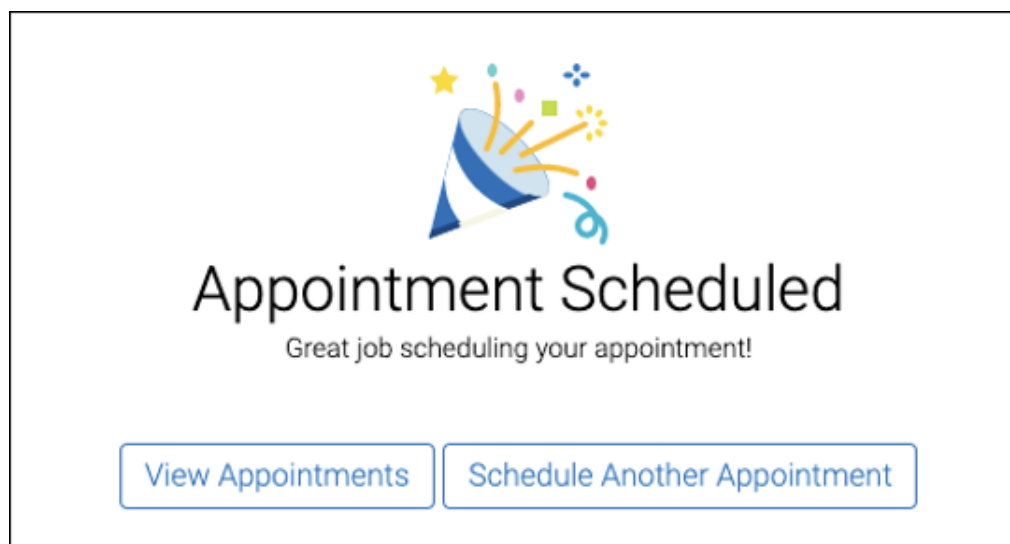 Appointment Scheduled
Great job scheduling your appointment!
View Appointments
Schedule Another Appointment